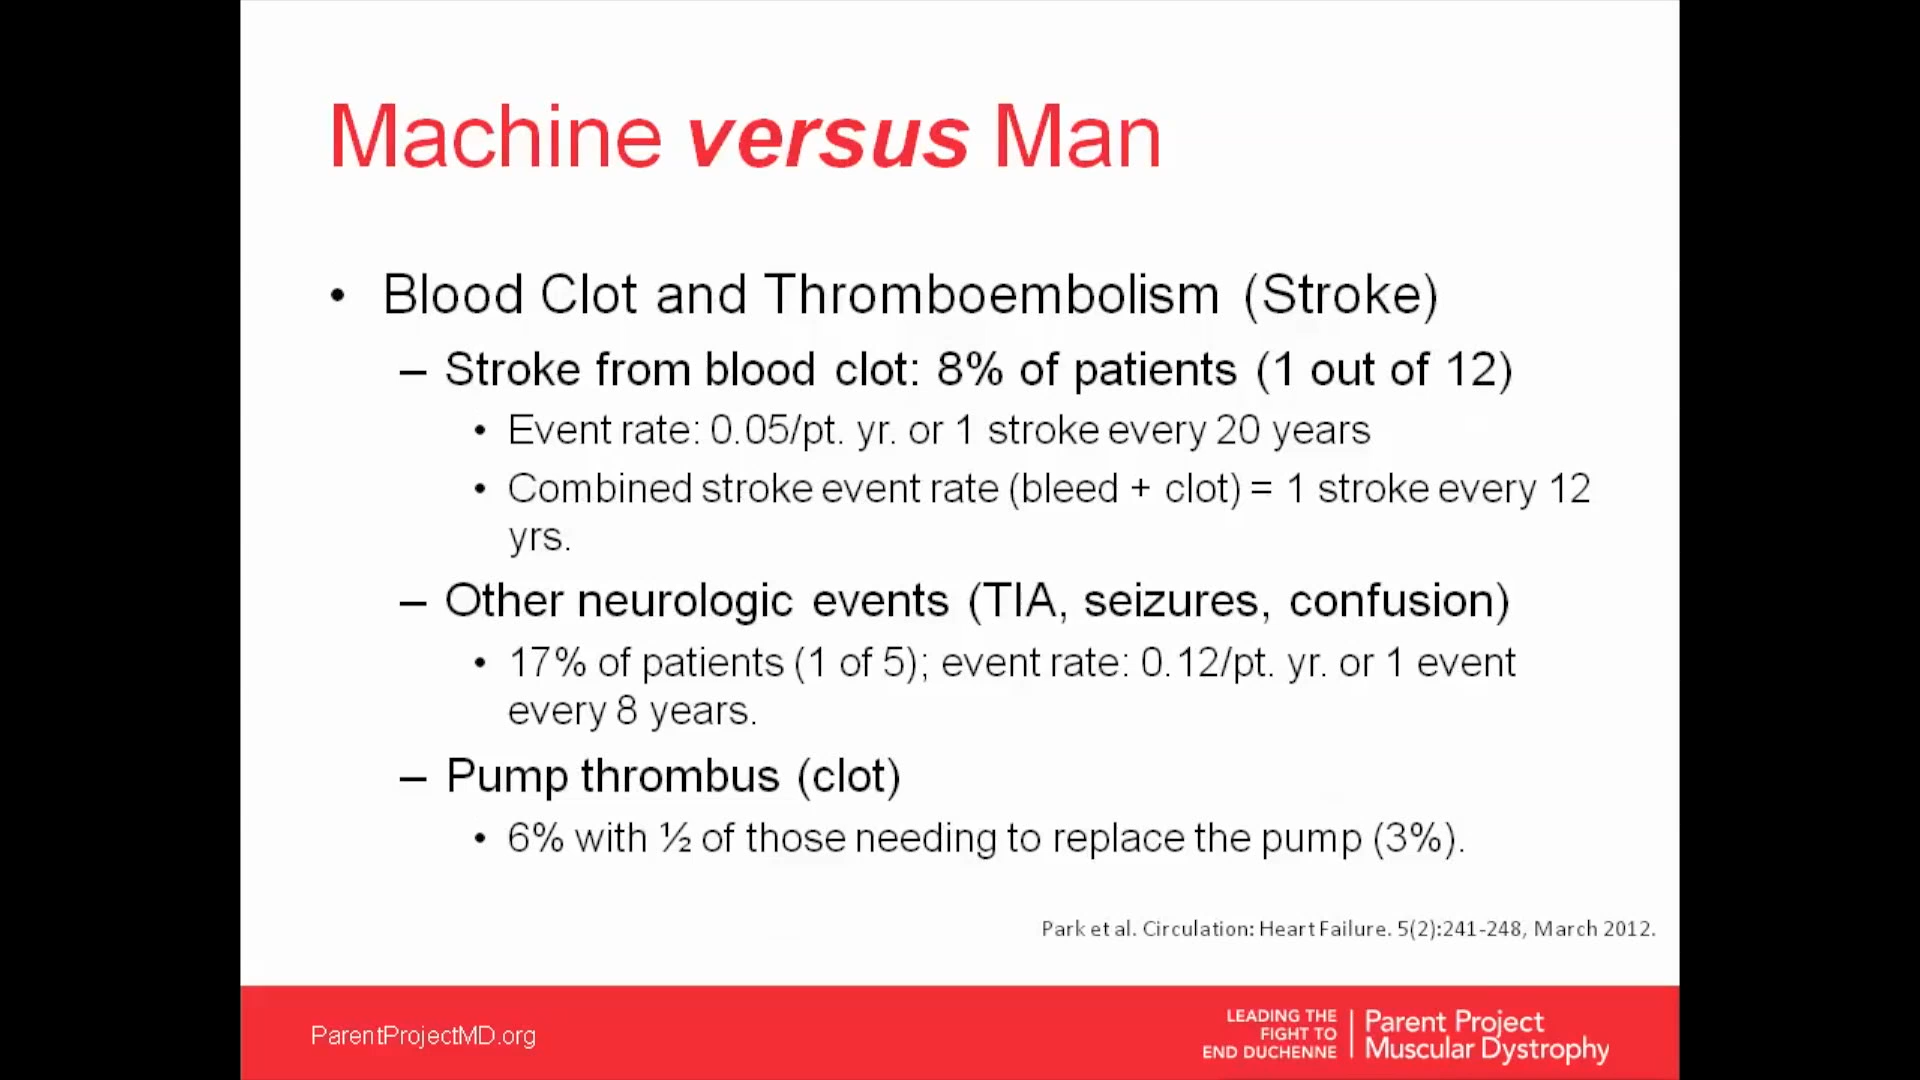 Machine versus Man
• Blood Clot and Thromboembolism (Stroke)
– Stroke from blood clot: 8% of patients (1 out of 12)
• Event rate: 0.05/pt. yr. or 1 stroke every 20 years
• Combined stroke event rate (bleed + clot) = 1 stroke every 12
yrs.
– Other neurologic events (TIA, seizures, confusion)
• 17% of patients (1 of 5); event rate: 0.12/pt. yr. or 1 event
every 8 years.
– Pump thrombus (clot)
• 6% with ½ of those needing to replace the pump (3%).
Park et al. Circulation: Heart Failure. 5(2):241-248, March 2012.
ParentProjectMD.org
LEADING THE
FIGHT TO
END DUCHENNE
Parent Project
Muscular Dystrophy